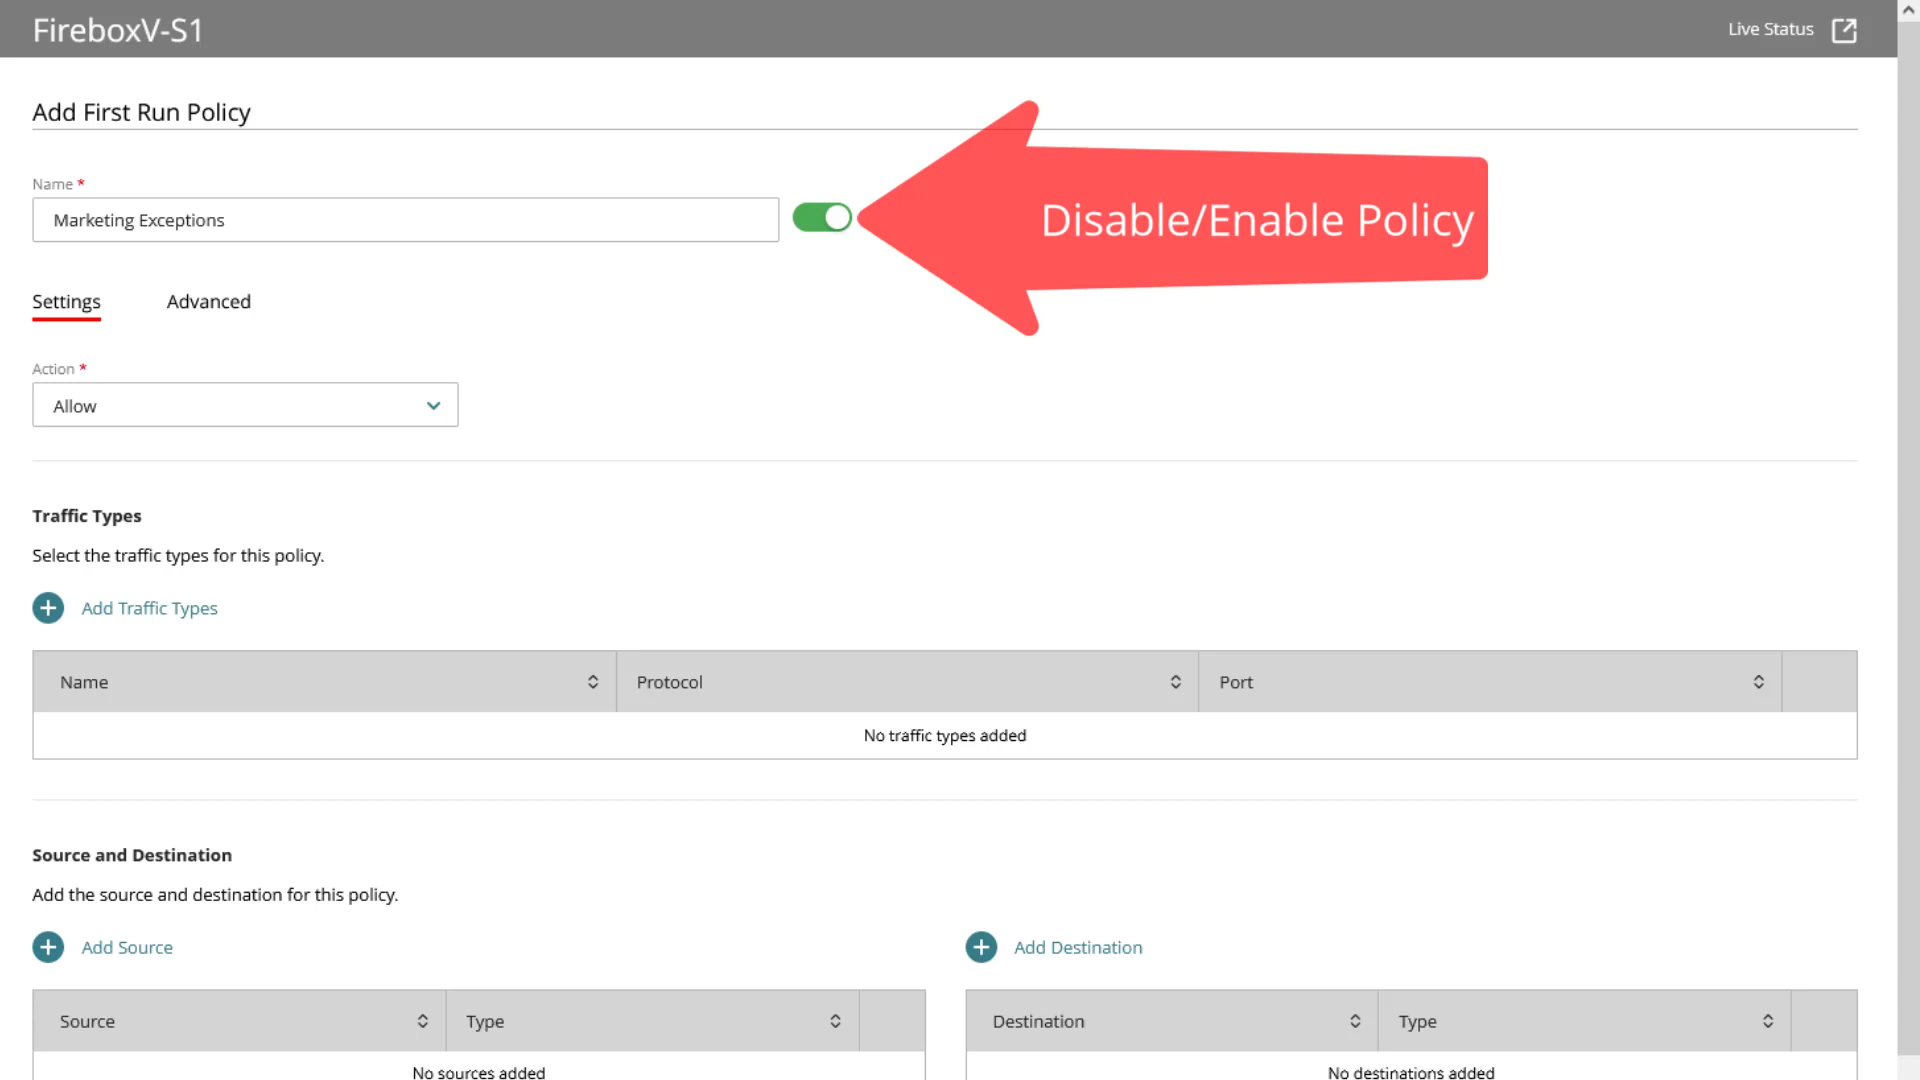 FireboxV-S1
Live Status
Add First Run Policy
Name *
Marketing Exceptions
Disable/Enable Policy
Settings
Advanced
Action *
Allow
Traffic Types
Select the traffic types for this policy.
Add Traffic Types
Name
Protocol
Port
No traffic types added
Source and Destination
Add the source and destination for this policy.
Add Source
Add Destination
Source
Type
Destination
Type
No sources added
No destinations added